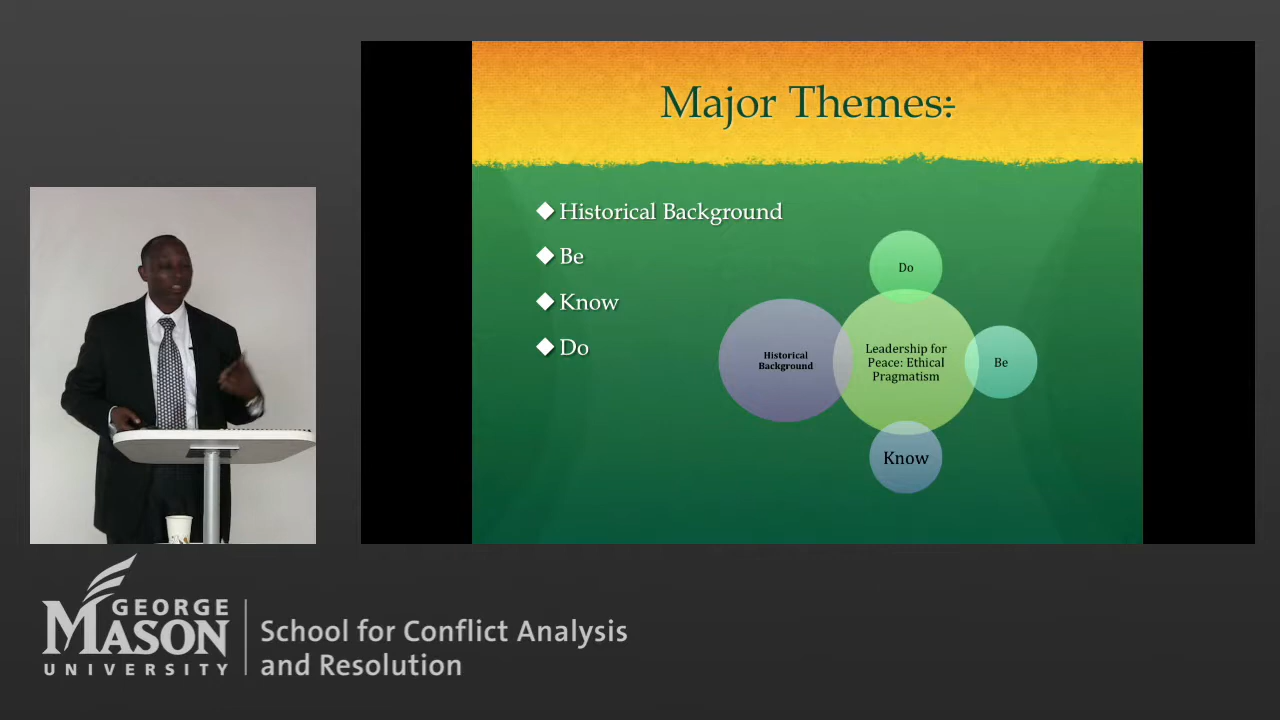 Major Themes:
Historical Background
Be
Know
Do
Do
Historical
Background
Leadership for
Peace: Ethical
Pragmatism
Be
Know
GEORGE
MASON
UNIVERSITY
School for Conflict Analysis
and Resolution